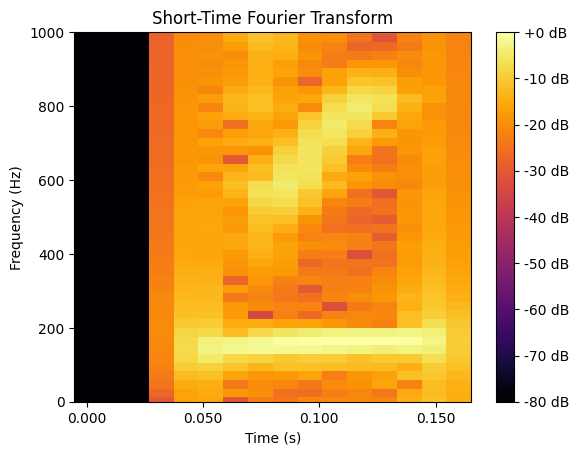 Short-Time Fourier Transform
1000
800
600
400
200
0
Frequency (Hz)
0.000
0.050
0.100
0.150
Time (s)
+0 dB
-10 dB
-20 dB
-30 dB
-40 dB
-50 dB
-60 dB
-70 dB
-80 dB